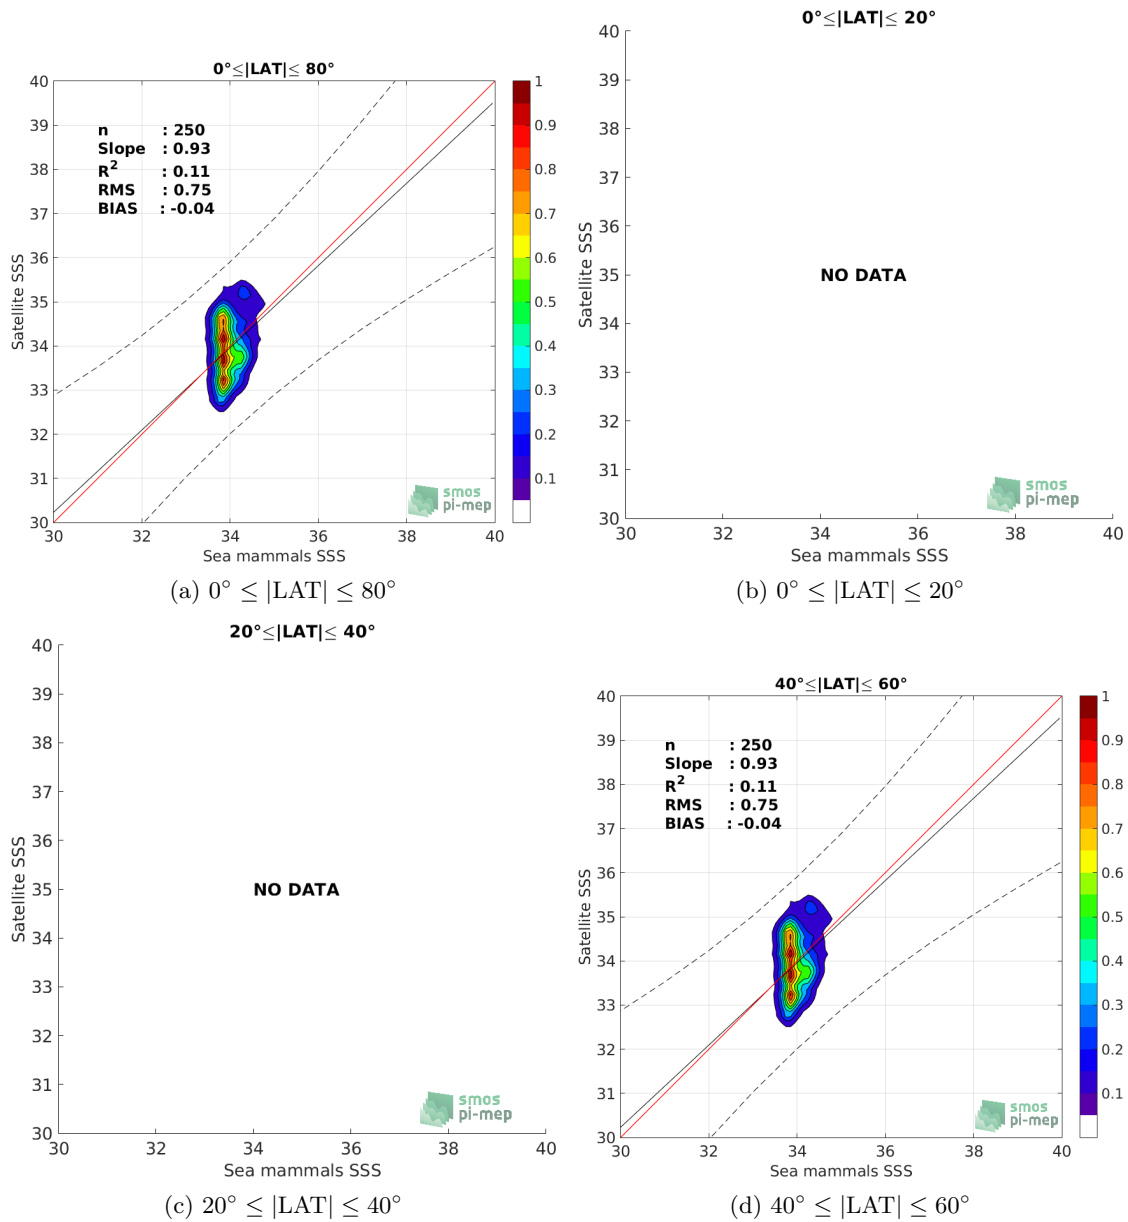 0°≤|LAT|≤ 80°
40
39
38
37
36
35
34
33
32
31
30
n : 250
Slope : 0.93
R² : 0.11
RMS : 0.75
BIAS : -0.04
Satellite SSS
smos
pi-mep
30 32 34 36 38 40
Sea mammals SSS
1
0.9
0.8
0.7
0.6
0.5
0.4
0.3
0.2
0.1
(a) 0° ≤ |LAT| ≤ 80°
0°≤|LAT|≤ 20°
40
39
38
37
36
35
34
33
32
31
30
Satellite SSS
NO DATA
smos
pi-mep
30 32 34 36 38 40
Sea mammals SSS
(b) 0° ≤ |LAT| ≤ 20°
20°≤|LAT|≤ 40°
40
39
38
37
36
35
34
33
32
31
30
Satellite SSS
NO DATA
smos
pi-mep
30 32 34 36 38 40
Sea mammals SSS
(c) 20° ≤ |LAT| ≤ 40°
40°≤|LAT|≤ 60°
40
39
38
37
36
35
34
33
32
31
30
n : 250
Slope : 0.93
R² : 0.11
RMS : 0.75
BIAS : -0.04
Satellite SSS
smos
pi-mep
30 32 34 36 38 40
Sea mammals SSS
1
0.9
0.8
0.7
0.6
0.5
0.4
0.3
0.2
0.1
(d) 40° ≤ |LAT| ≤ 60°